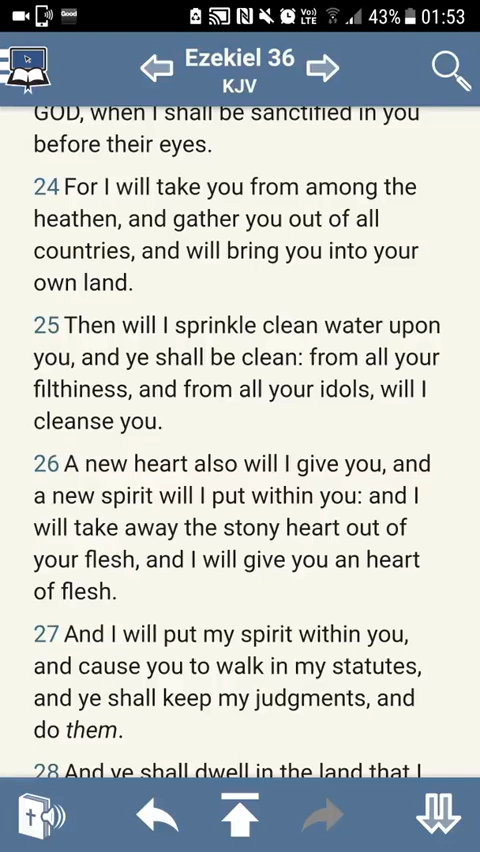 Good
Vo)
LTE
43%
01:53
Ezekiel 36
KJV
GOD, when I shall be sanctified in you
before their eyes.
24 For I will take you from among the
heathen, and gather you out of all
countries, and will bring you into your
own land.
25 Then will I sprinkle clean water upon
you, and ye shall be clean: from all your
filthiness, and from all your idols, will I
cleanse you.
26 A new heart also will I give you, and
a new spirit will I put within you: and I
will take away the stony heart out of
your flesh, and I will give you an heart
of flesh.
27 And I will put my spirit within you,
and cause you to walk in my statutes,
and ye shall keep my judgments, and
do them.
28 And ye shall dwell in the land that I